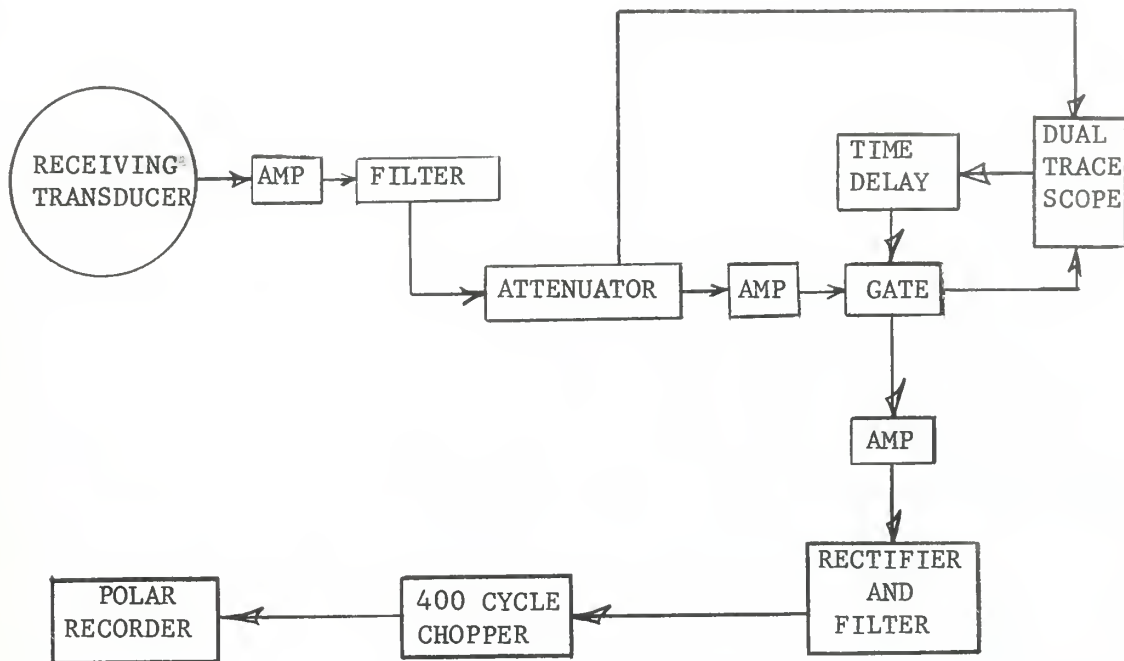 RECEIVING
TRANSDUCER
AMP
FILTER
TIME
DELAY
DUAL
TRACE
SCOPE
ATTENUATOR
AMP
GATE
AMP
RECTIFIER
AND
FILTER
400 CYCLE
CHOPPER
POLAR
RECORDER